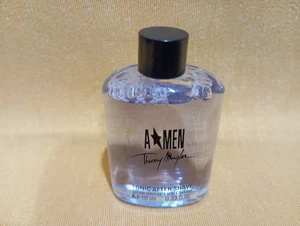 A★MEN
Thierry Mugler
TONIC AFTER SHAVE